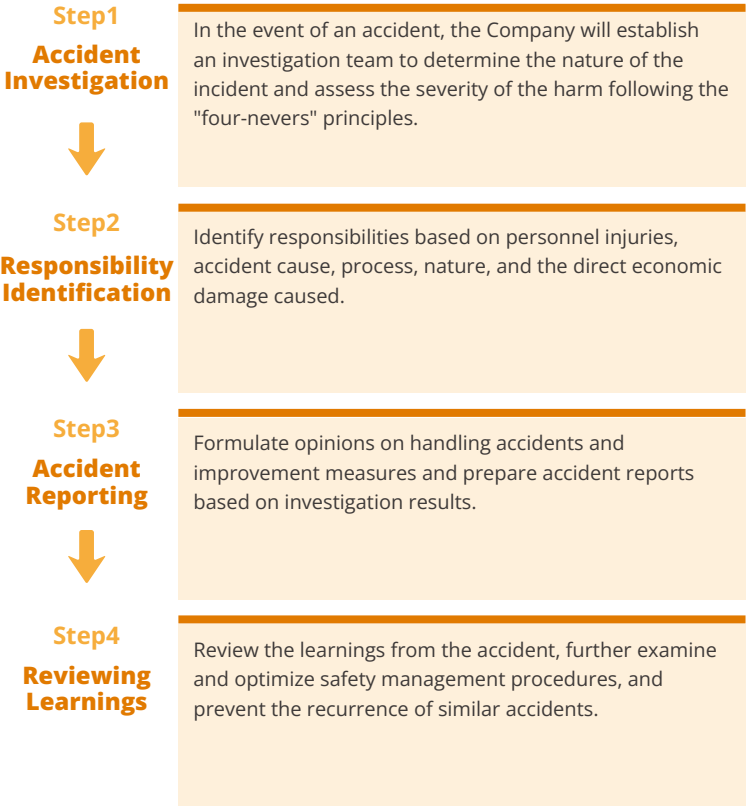 Step1
Accident
Investigation
In the event of an accident, the Company will establish
an investigation team to determine the nature of the
incident and assess the severity of the harm following the
"four-nevers" principles.
Step2
Responsibility
Identification
Identify responsibilities based on personnel injuries,
accident cause, process, nature, and the direct economic
damage caused.
Step3
Accident
Reporting
Formulate opinions on handling accidents and
improvement measures and prepare accident reports
based on investigation results.
Step4
Reviewing
Learnings
Review the learnings from the accident, further examine
and optimize safety management procedures, and
prevent the recurrence of similar accidents.